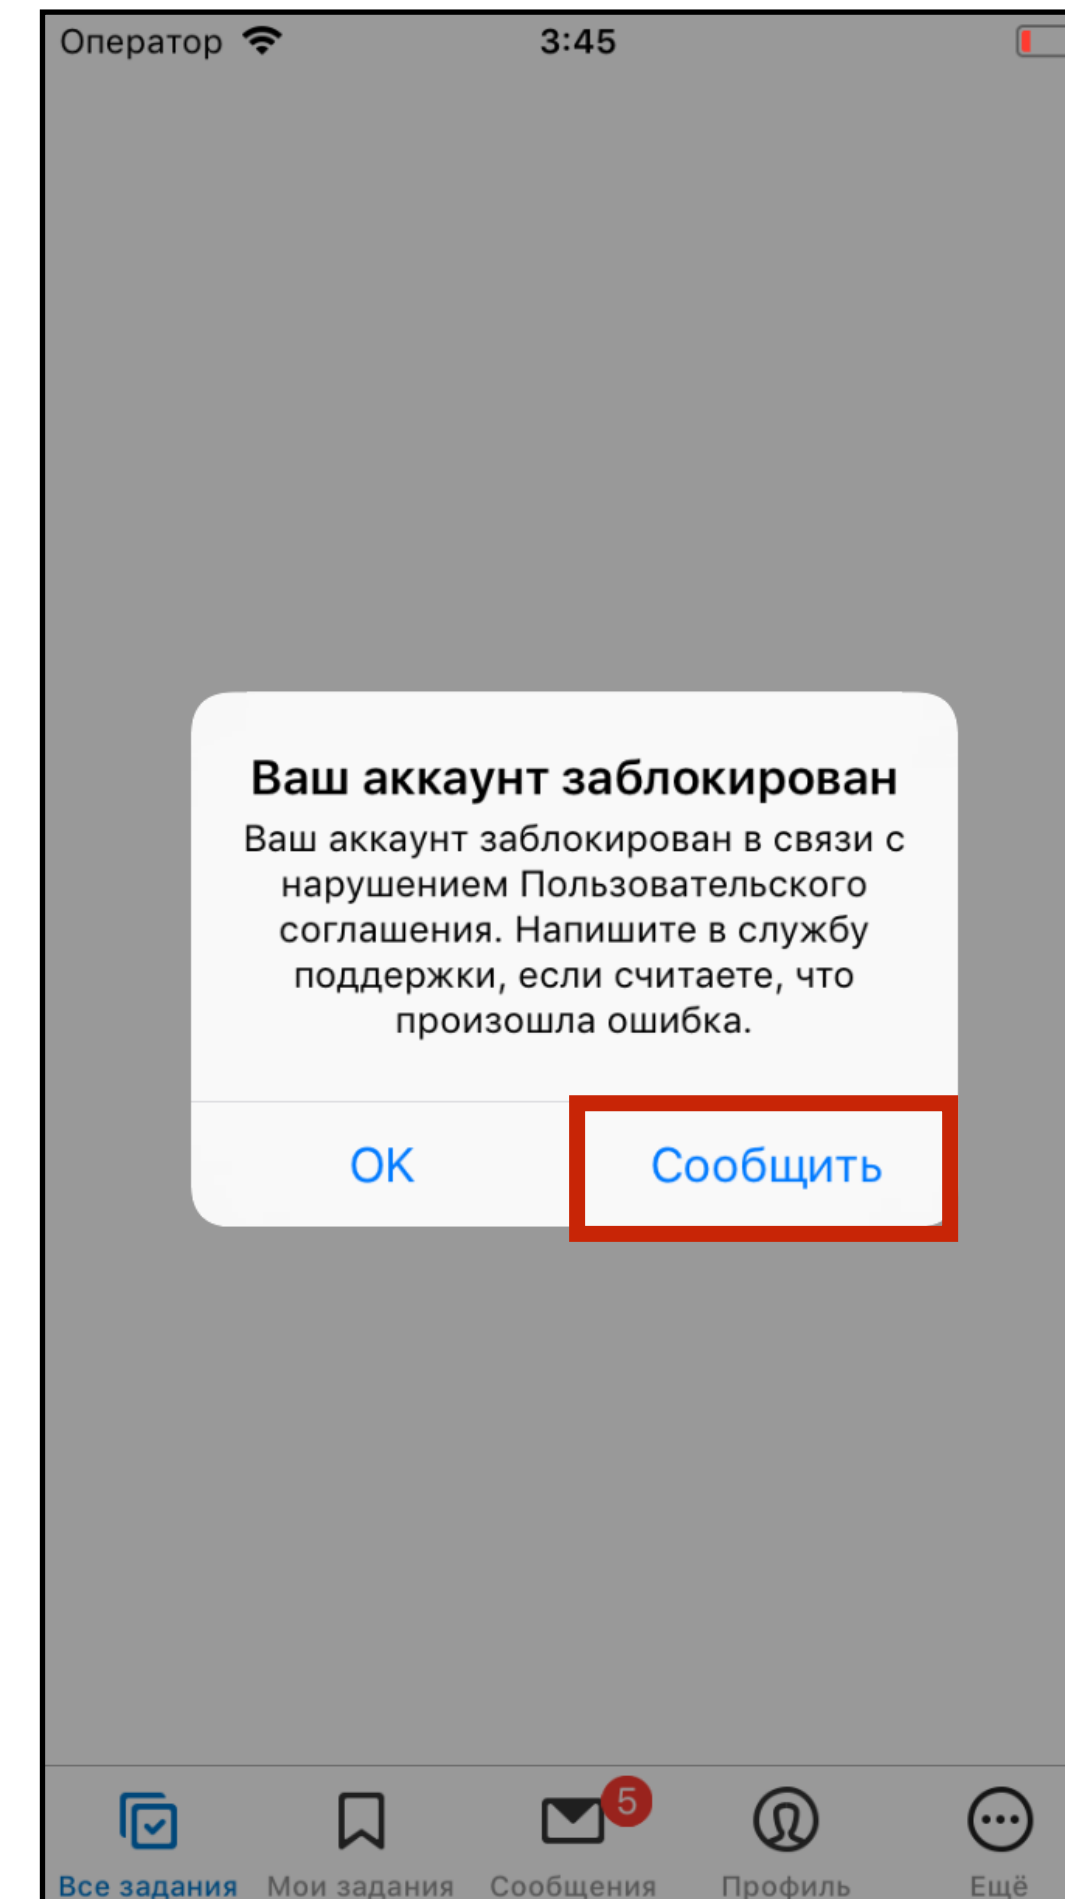 Оператор 3:45
Ваш аккаунт заблокирован
Ваш аккаунт заблокирован в связи с
нарушением Пользовательского
соглашения. Напишите в службу
поддержки, если считаете, что
произошла ошибка.
OK Сообщить
5
Все задания Мои задания Сообщения Профиль Ещё